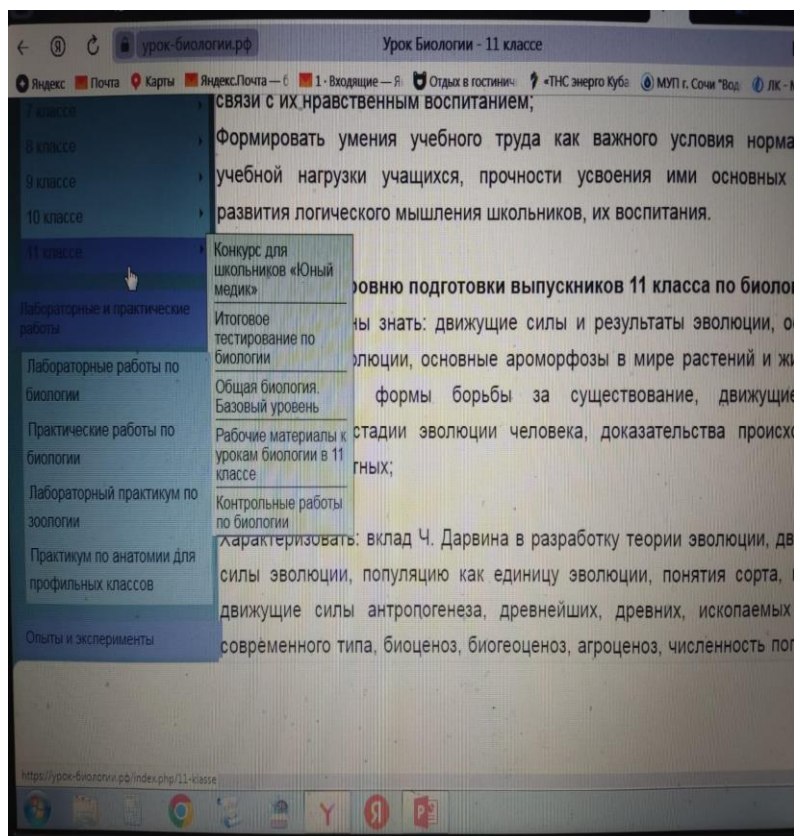 урок-биологии.рф
Урок Биологии - 11 классе
Яндекс
Почта
Карты
Яндекс.Почта — 6
1 · Входящие — Я
Отдых в гостинич
«ТНС энерго Куба
МУП г. Сочи "Вод
ЛК -
7 классе
8 классе
9 классе
10 классе
11 классе
Лабораторные и практические
работы
Лабораторные работы по
биологии
Практические работы по
биологии
Лабораторный практикум по
зоологии
Практикум по анатомии для
профильных классов
Опыты и эксперименты
Конкурс для
школьников «Юный
медик»
Итоговое
тестирование по
биологии
Общая биология.
Базовый уровень
Рабочие материалы к
урокам биологии в 11
классе
Контрольные работы
по биологии
связи с их нравственным воспитанием;
Формировать умения учебного труда как важного условия норма
учебной нагрузки учащихся, прочности усвоения ими основных
развития логического мышления школьников, их воспитания.
ровню подготовки выпускников 11 класса по биоло
ны знать: движущие силы и результаты эволюции, о
олюции, основные ароморфозы в мире растений и жи
формы борьбы за существование, движущие
стадии эволюции человека, доказательства происхо
тных;
Характеризовать: вклад Ч. Дарвина в разработку теории эволюции, дв
силы эволюции, популяцию как единицу эволюции, понятия сорта,
движущие силы антропогенеза, древнейших, древних, ископаемых
современного типа, биоценоз, биогеоценоз, агроценоз, численность поп
https://урок-биологии.рф/index.php/11-klasse